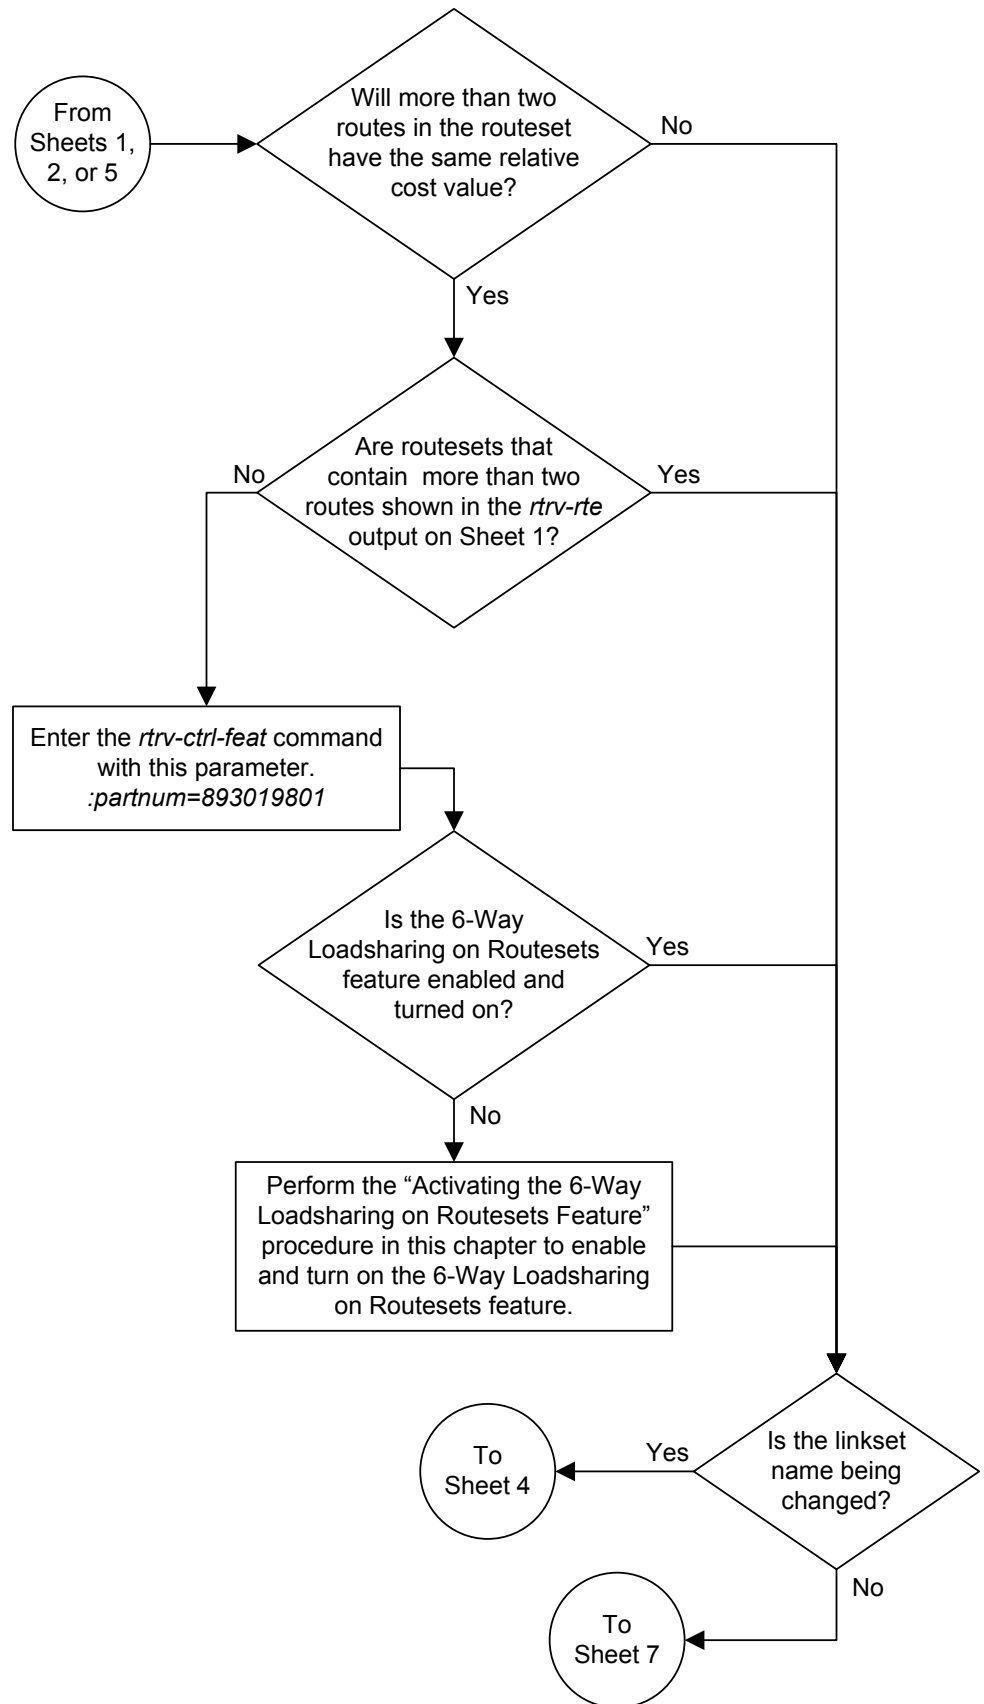 From
Sheets 1,
2, or 5
Will more than two
routes in the routeset
have the same relative
cost value?
No
Yes
Are routesets that
contain  more than two
routes shown in the rtrv-rte
output on Sheet 1?
No
Yes
Enter the rtrv-ctrl-feat command
with this parameter.
:partnum=893019801
Is the 6-Way
Loadsharing on Routesets
feature enabled and
turned on?
Yes
No
Perform the “Activating the 6-Way
Loadsharing on Routesets Feature”
procedure in this chapter to enable
and turn on the 6-Way Loadsharing
on Routesets feature.
Is the linkset
name being
changed?
Yes
To
Sheet 4
No
To
Sheet 7